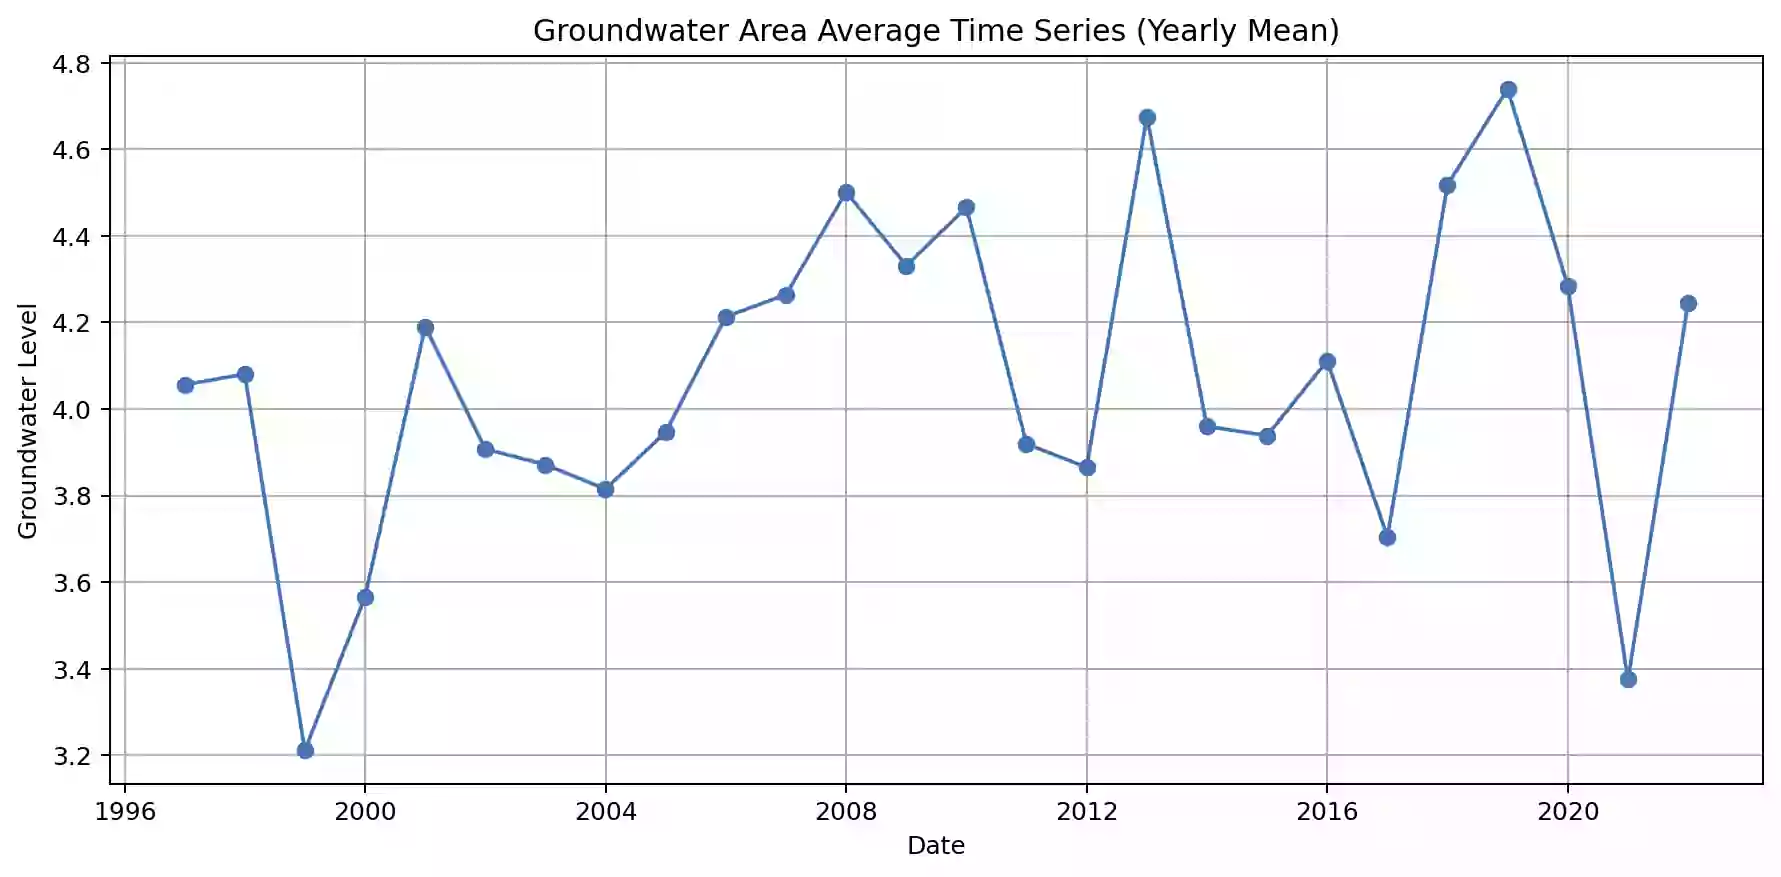 Groundwater Area Average Time Series (Yearly Mean)
4.8
4.6
4.4
4.2
4.0
3.8
3.6
3.4
3.2
Groundwater Level
1996 2000 2004 2008 2012 2016 2020
Date